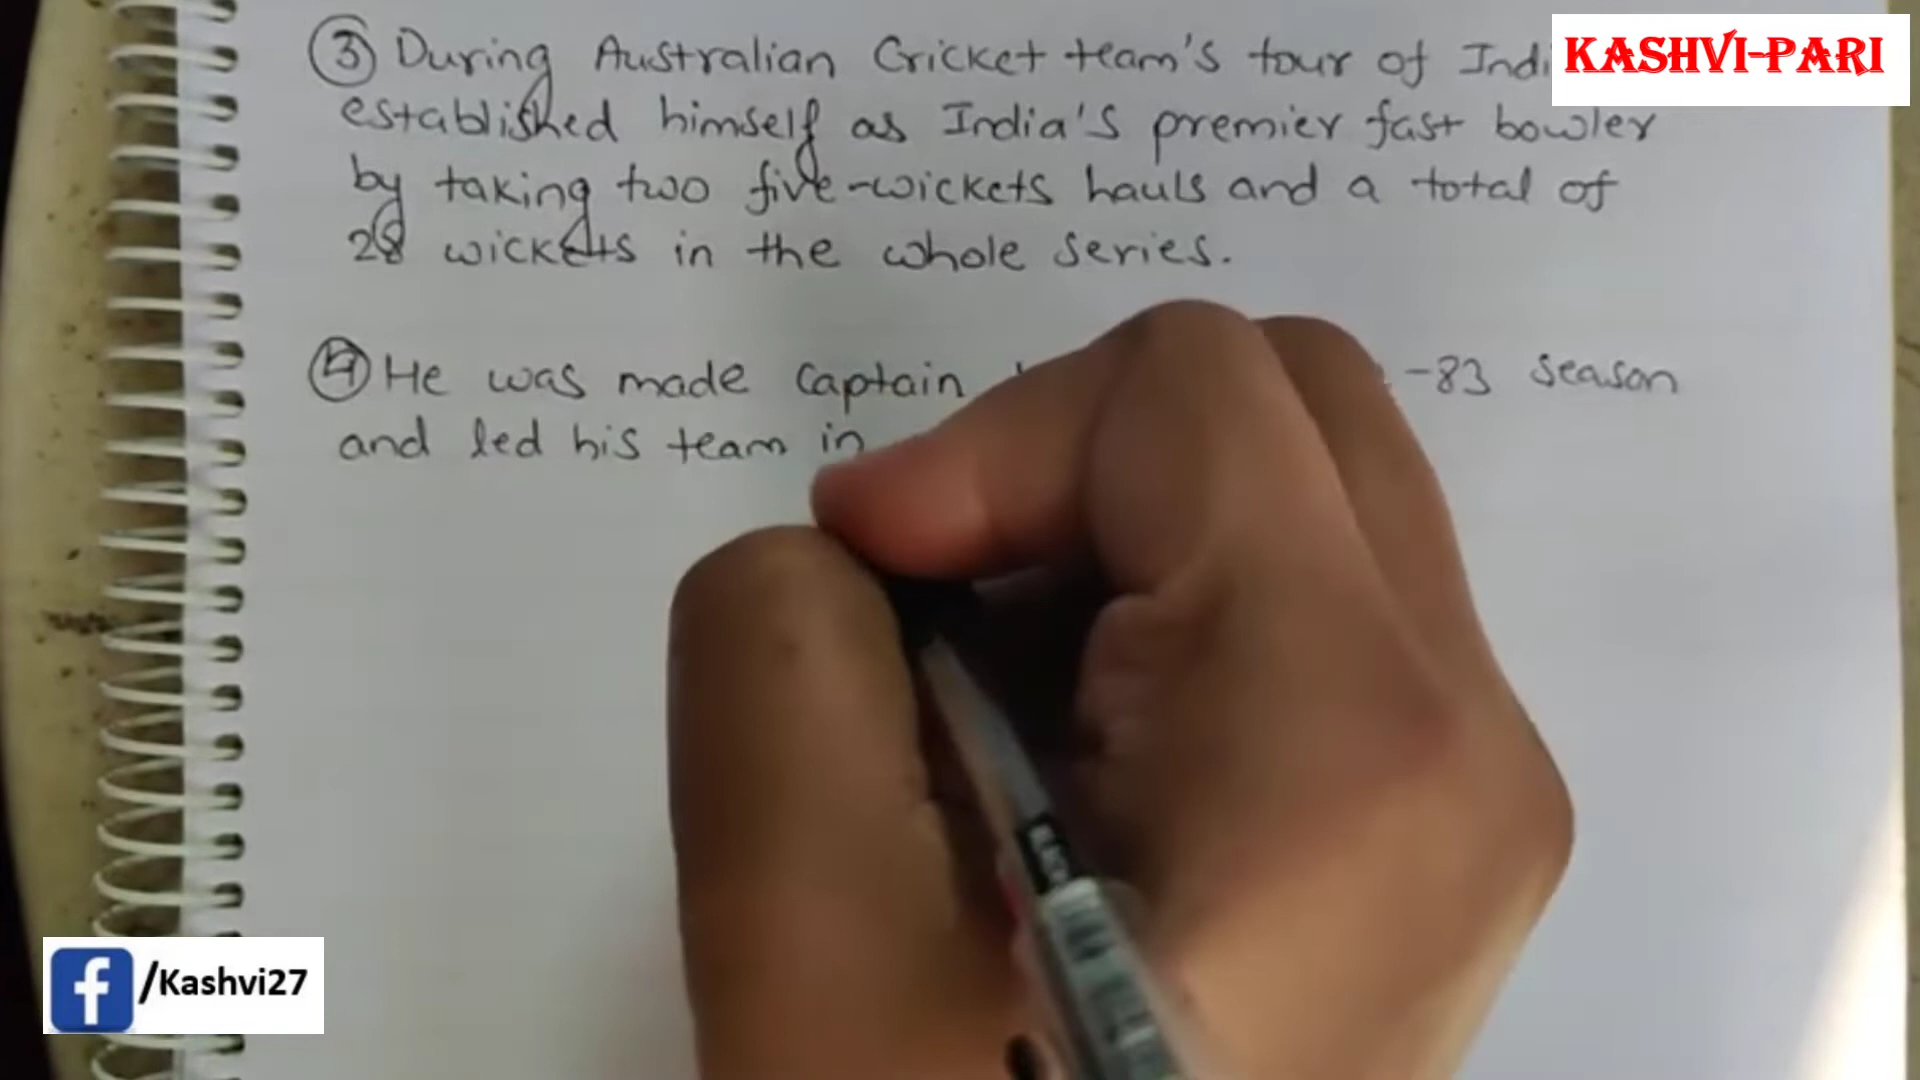 ③ During Australian Cricket team's tour of Indi
established himself as India's premier fast bowler
by taking two five-wickets hauls and a total of
28 wickets in the whole series.
④ He was made captain -83 season
and led his team in
KASHVI-PARI
f/Kashvi27
BLACK